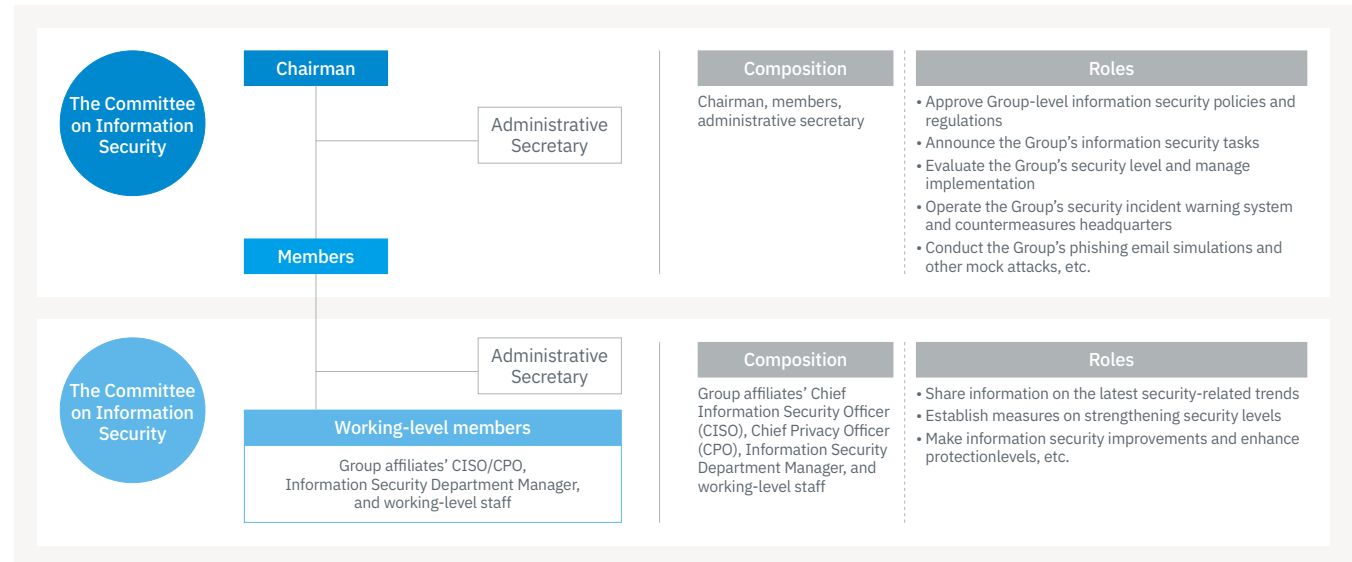 The Committee
on Information
Security
Chairman
Administrative
Secretary
Members
Composition
Chairman, members,
administrative secretary
Roles
• Approve Group-level information security policies and
regulations
• Announce the Group’s information security tasks
• Evaluate the Group’s security level and manage
implementation
• Operate the Group’s security incident warning system
and countermeasures headquarters
• Conduct the Group’s phishing email simulations and
other mock attacks, etc.
The Committee
on Information
Security
Administrative
Secretary
Working-level members
Group affiliates’ CISO/CPO,
Information Security Department Manager,
and working-level staff
Composition
Group affiliates’ Chief
Information Security Officer
(CISO), Chief Privacy Officer
(CPO), Information Security
Department Manager, and
working-level staff
Roles
• Share information on the latest security-related trends
• Establish measures on strengthening security levels
• Make information security improvements and enhance
protectionlevels, etc.